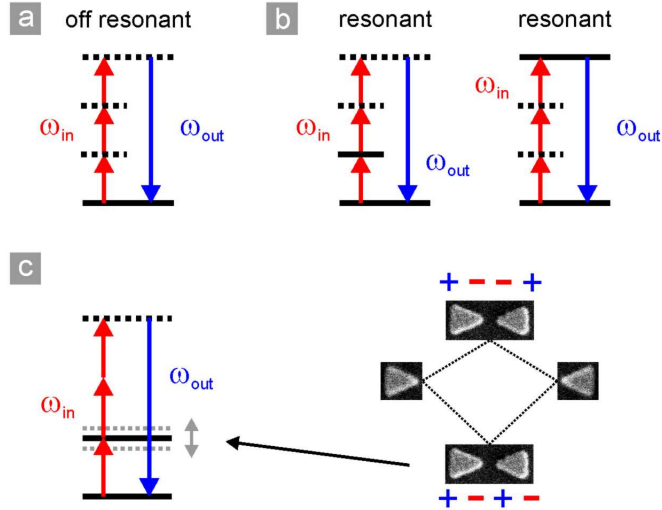 a
off resonant
ω_in
ω_out
b
resonant
resonant
ω_in
ω_out
ω_in
ω_out
c
ω_in
ω_out
+ - - +
+ - + -